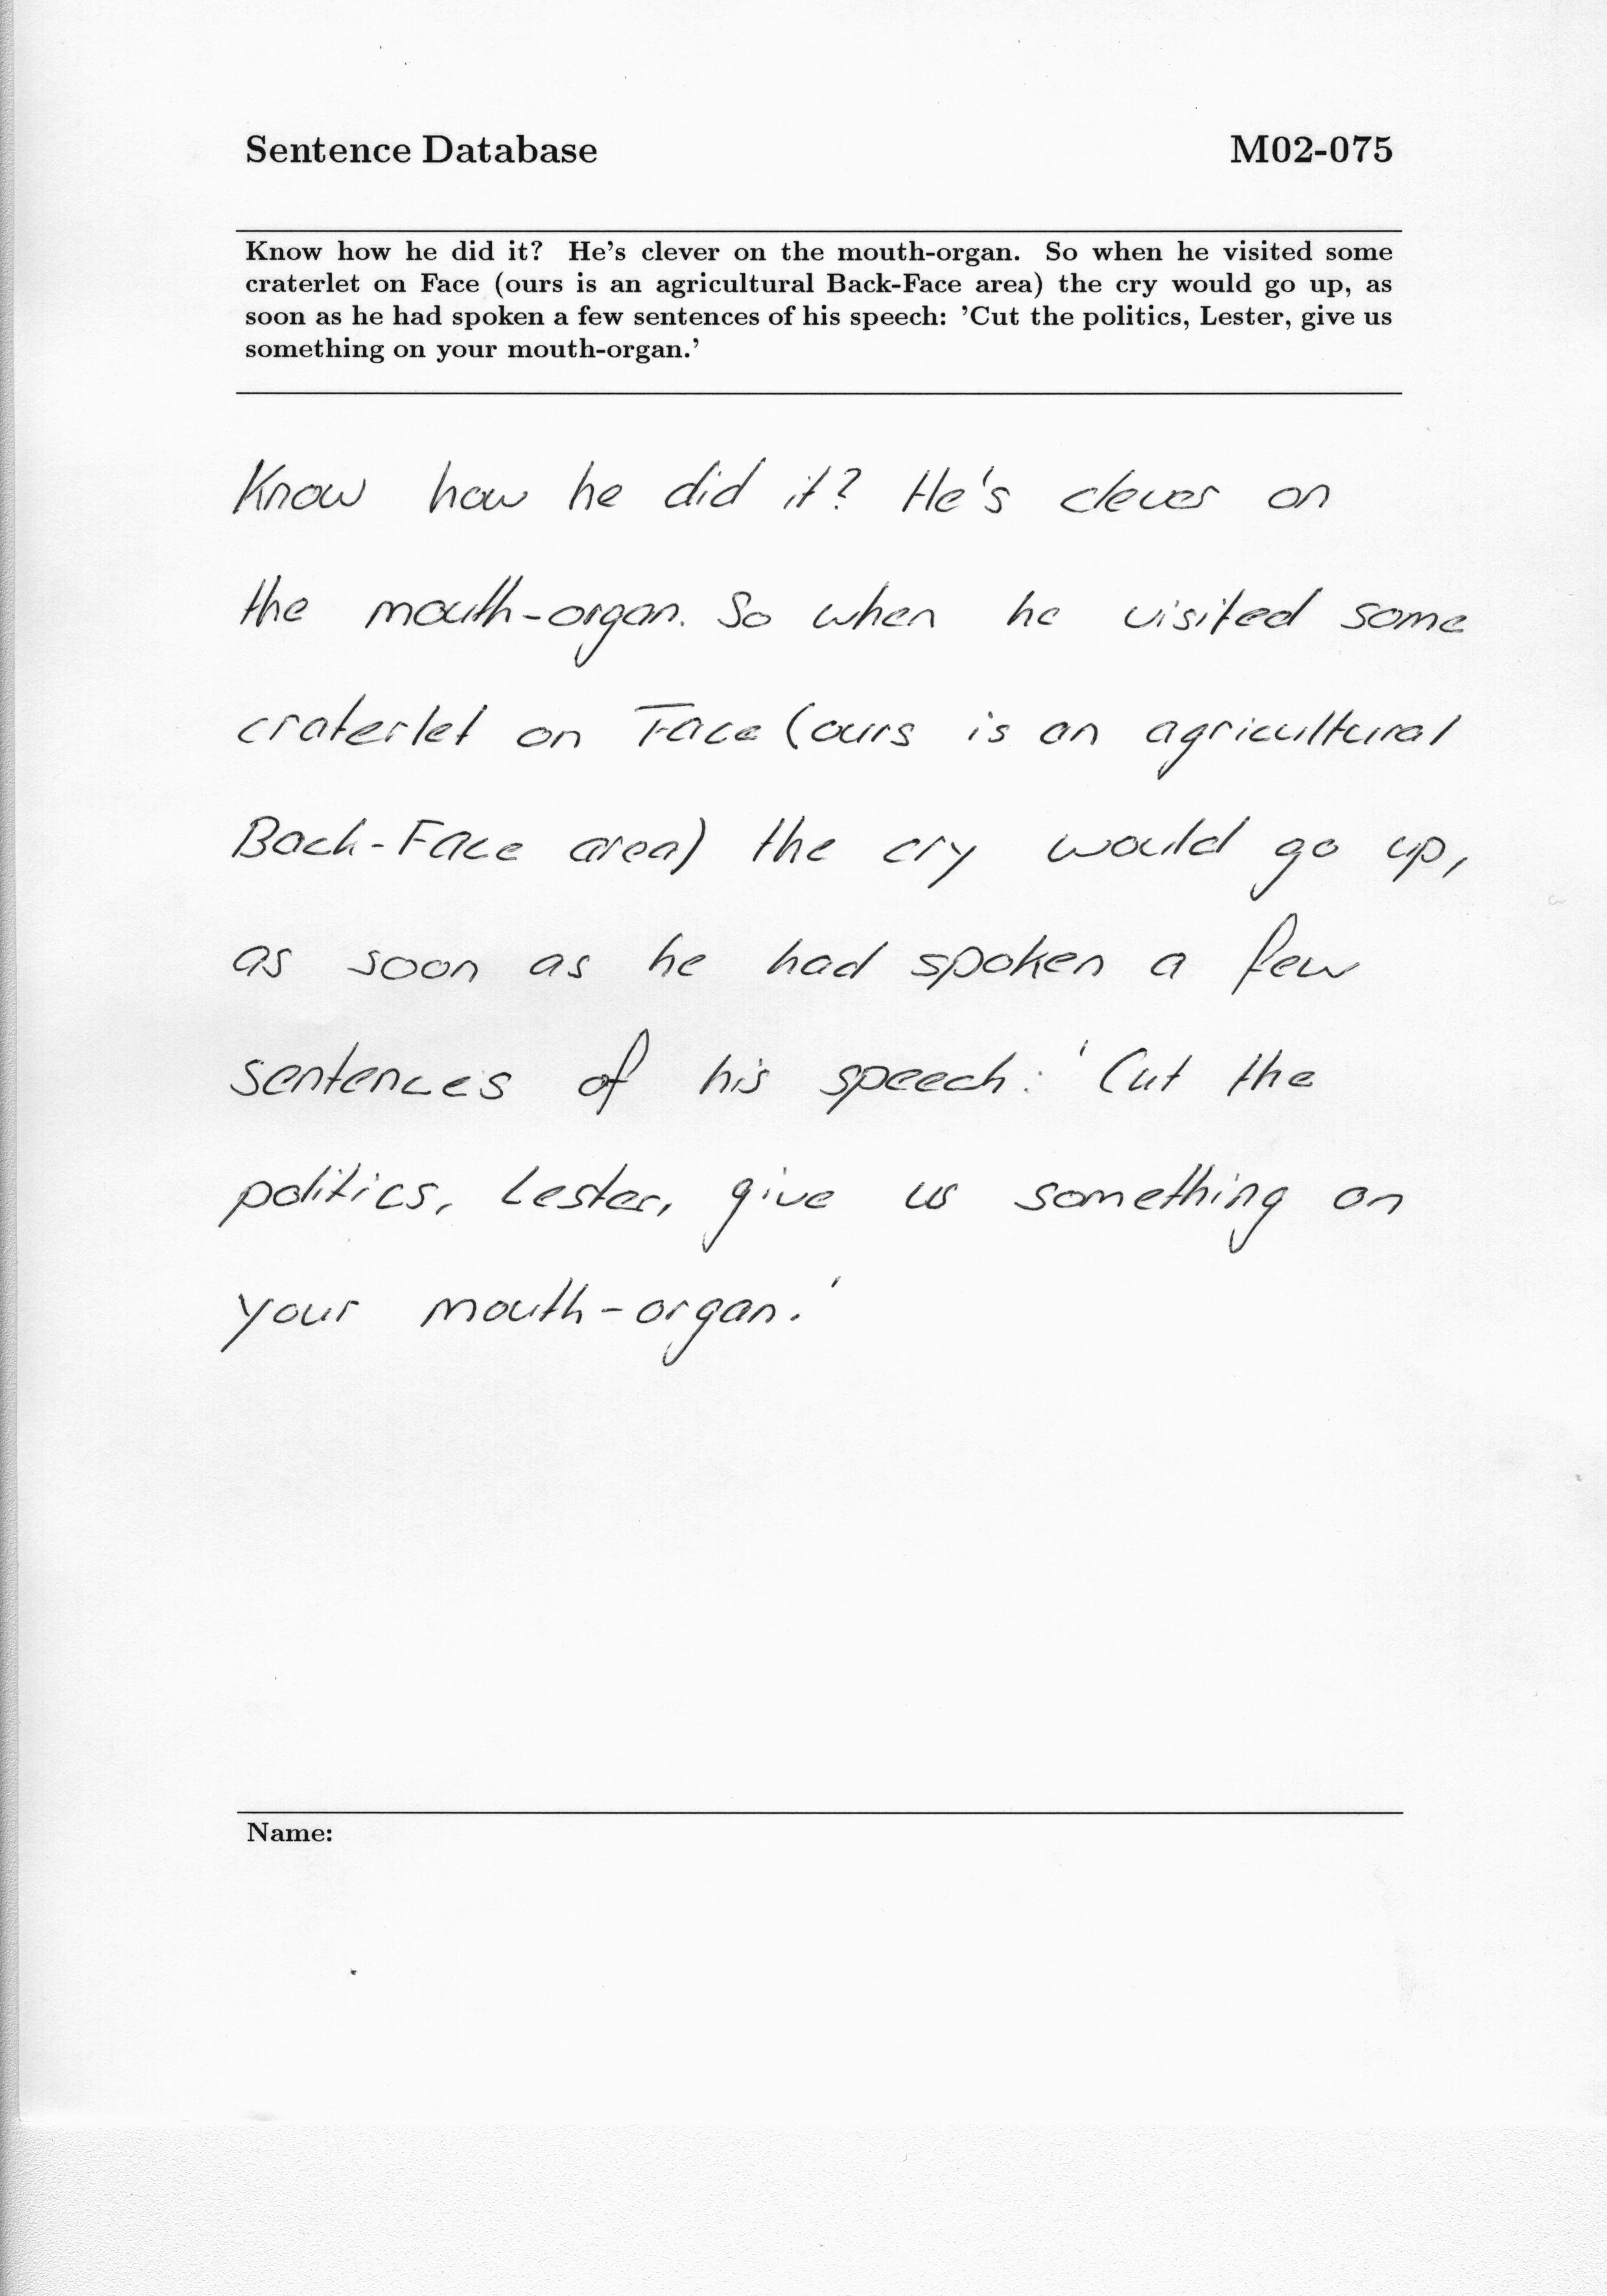 Sentence Database M02-075
Know how he did it? He's clever on the mouth-organ. So when he visited some
craterlet on Face (ours is an agricultural Back-Face area) the cry would go up, as
soon as he had spoken a few sentences of his speech: 'Cut the politics, Lester, give us
something on your mouth-organ.'
Know how he did it? He's clever on
the mouth-organ. So when he visited some
craterlet on Face (ours is an agricultural
Back-Face area) the cry would go up,
as soon as he had spoken a few
sentences of his speech: 'Cut the
politics, Lester, give us something on
your mouth-organ.'
Name: